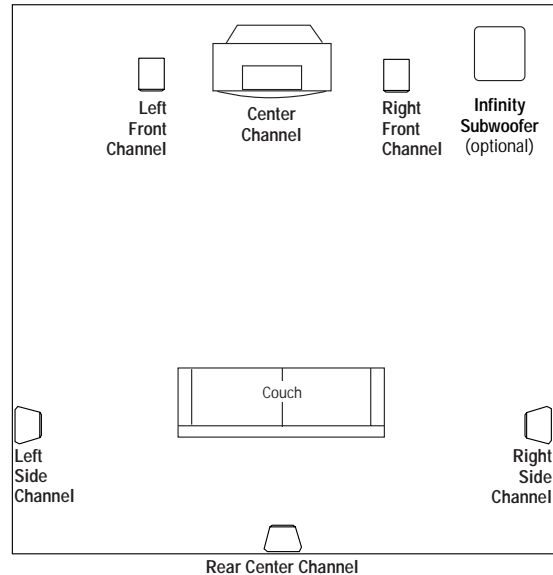 Left
Front
Channel
Center
Channel
Right
Front
Channel
Infinity
Subwoofer
(optional)
Couch
Left
Side
Channel
Right
Side
Channel
Rear Center Channel